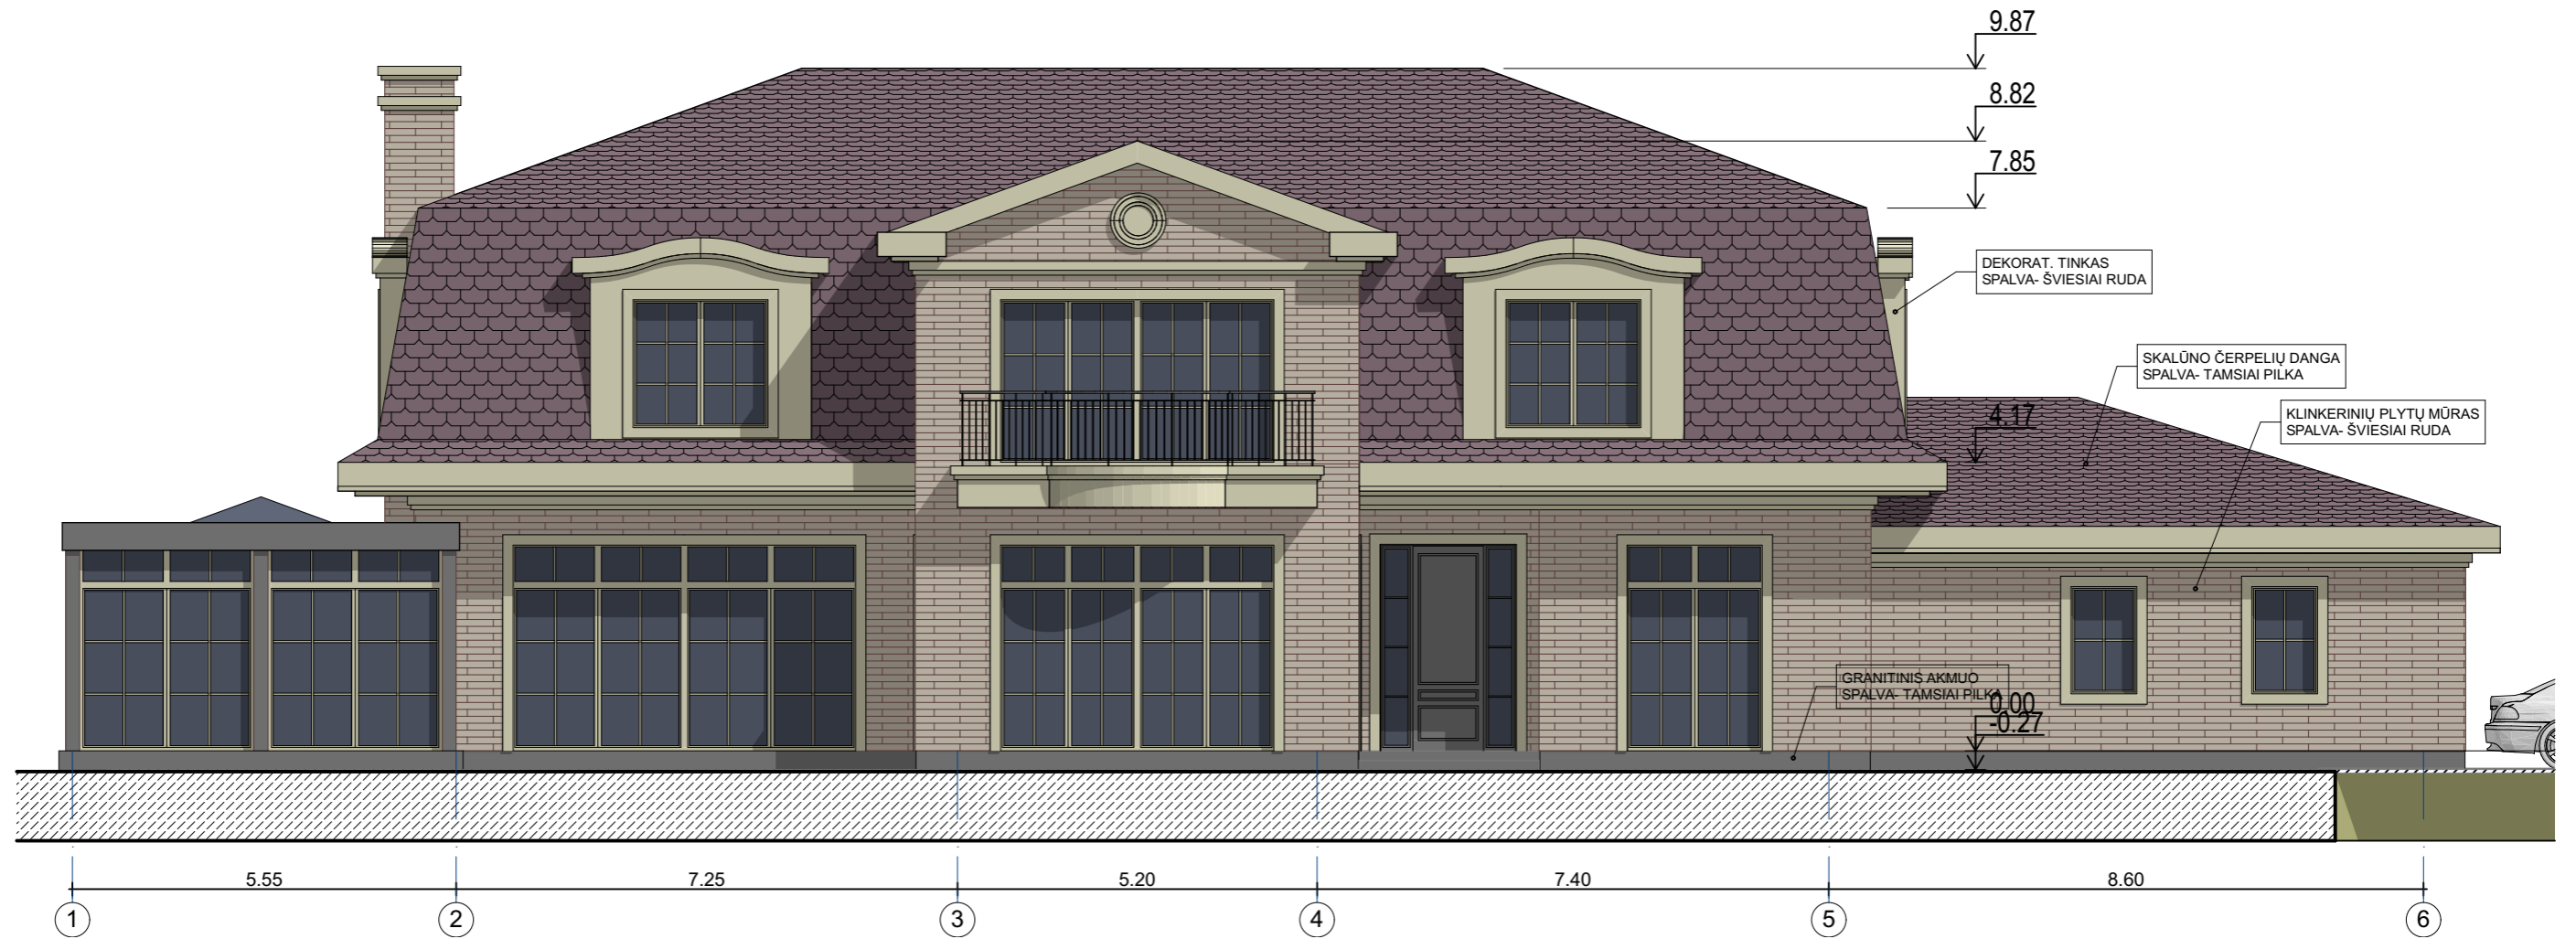 9.87
8.82
7.85
DEKORAT. TINKAS
SPALVA- ŠVIESIAI RUDA
SKALŪNO ČERPELIŲ DANGA
SPALVA- TAMSIAI PILKA
KLINKERINIŲ PLYTŲ MŪRAS
SPALVA- ŠVIESIAI RUDA
4.17
GRANITINIS AKMUO
SPALVA- TAMSIAI PILKA
0.00
-0.27
5.55
7.25
5.20
7.40
8.60
1
2
3
4
5
6